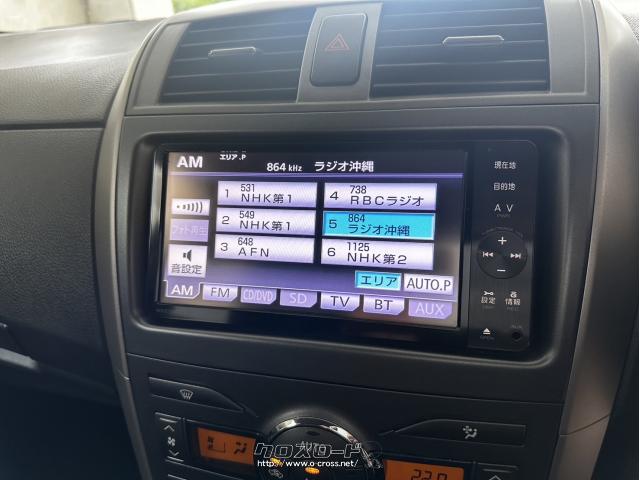 AM
エリア.P
864 kHz ラジオ沖縄
1 531 NHK第1
4 738 RBCラジオ
2 549 NHK第1
5 864 ラジオ沖縄
3 648 AFN
6 1125 NHK第2
フォト再生
音設定
エリア AUTO.P
AM FM CD/DVD SD TV BT AUX
現在地
目的地
AV
設定 情報
OPEN
AUTO
22.0
クロスロード
http://www.o-cross.net/